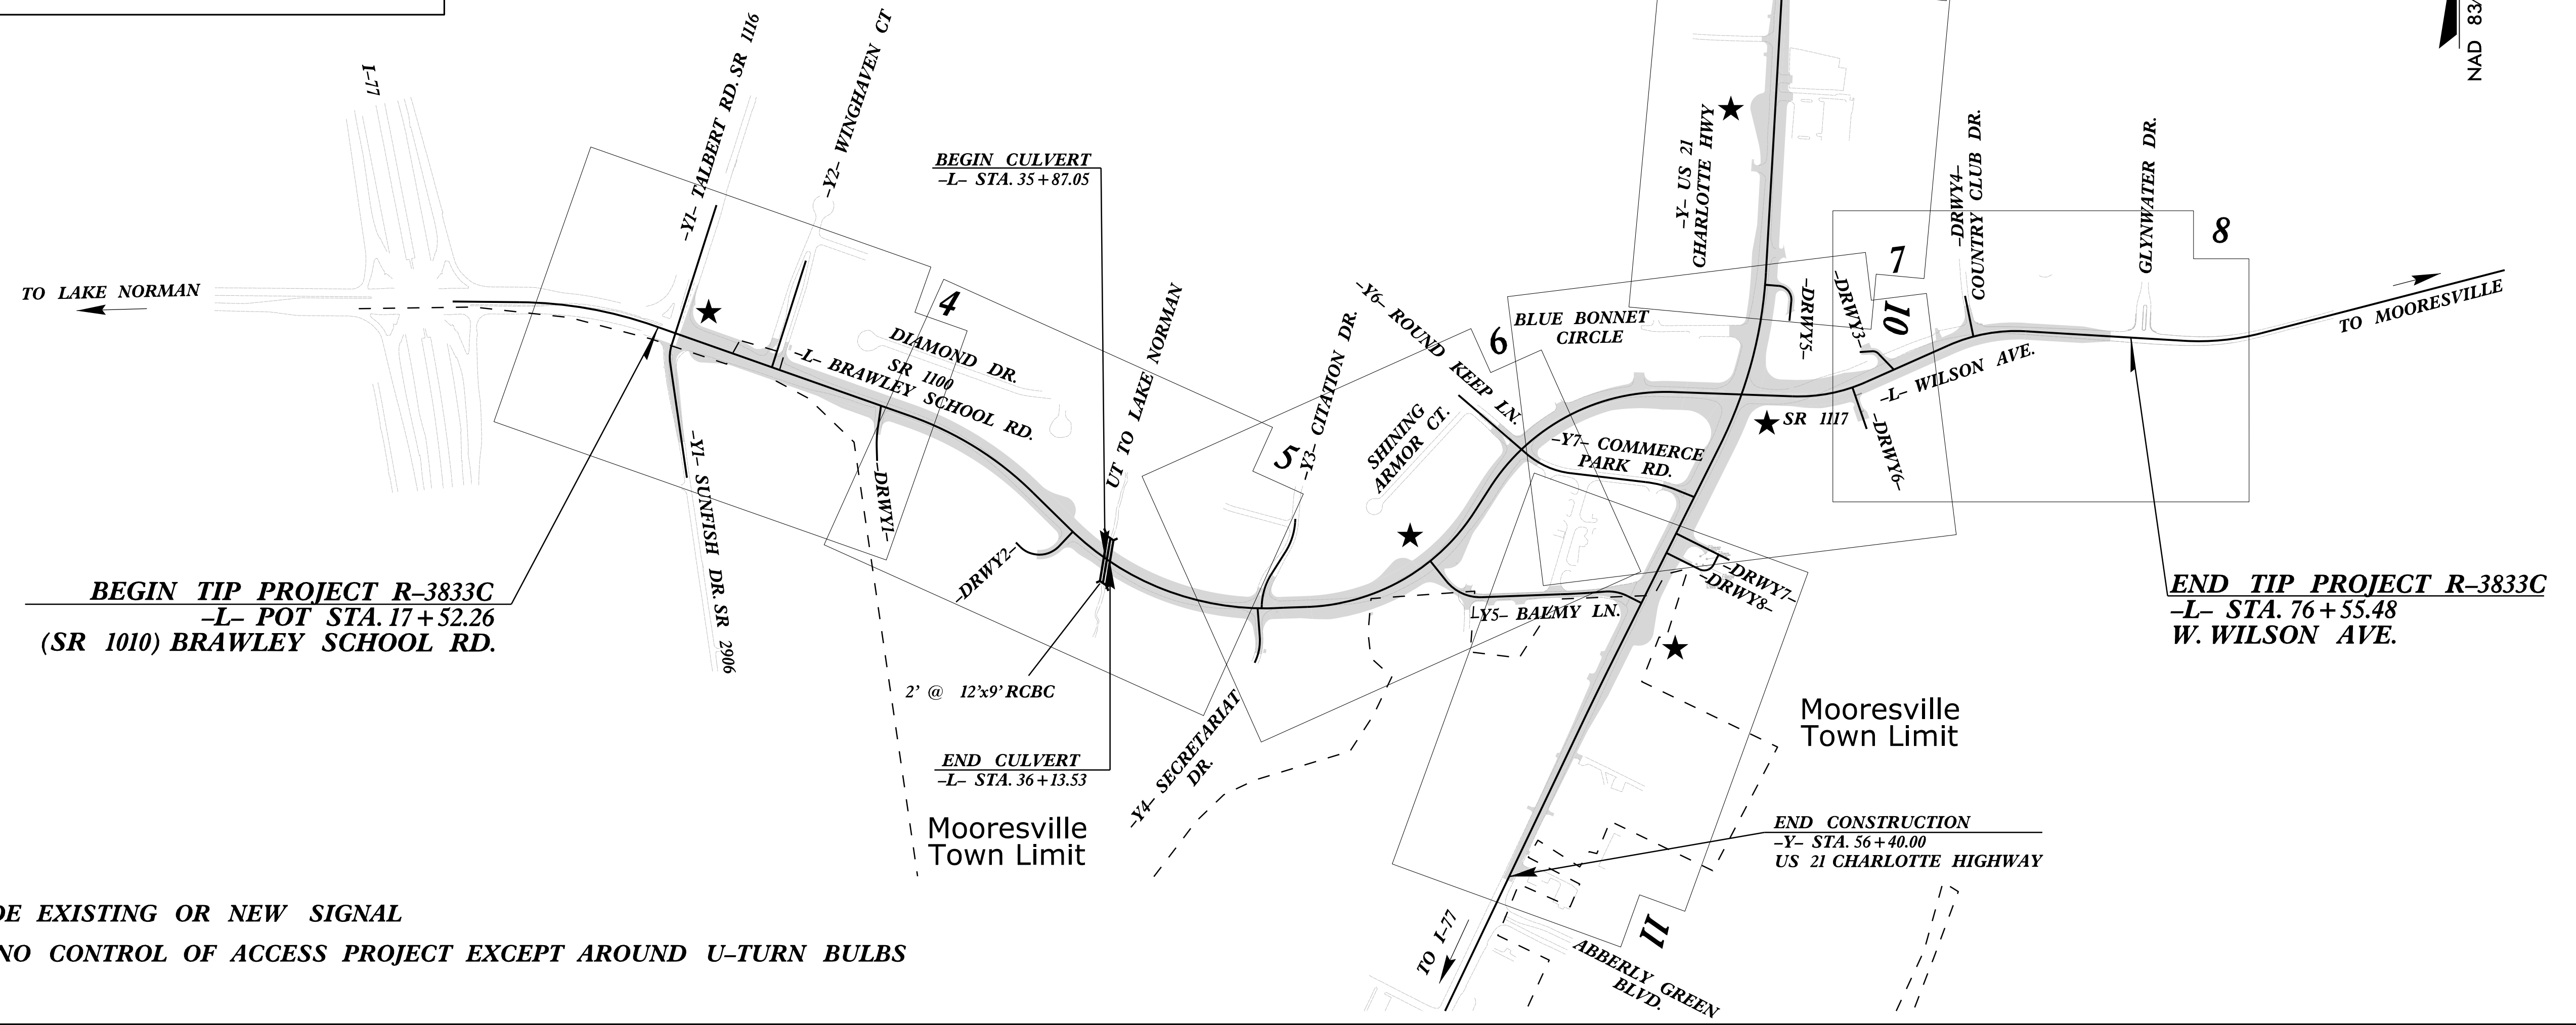 NAD 83/
I-77
-Y1- TALBERT RD. SR 1116
-Y2- WINGHAVEN CT
BEGIN CULVERT
-L- STA. 35+87.05
-Y- US 21
CHARLOTTE HWY
-DRWY4-
COUNTRY CLUB DR.
GLYNWATER DR.
8
7
10
TO LAKE NORMAN
4
DIAMOND DR.
SR 1100
-L- BRAWLEY SCHOOL RD.
UT TO LAKE NORMAN
-Y3- CITATION DR.
-Y6- ROUND KEEP LN.
6
BLUE BONNET
CIRCLE
-DRWY5-
-DRWY3-
TO MOORESVILLE
-L- WILSON AVE.
SR 1117
-DRWY6-
SHINING
ARMOR CT.
-Y7- COMMERCE
PARK RD.
5
-Y1- SUNFISH DR. SR 2906
-DRWY1-
-DRWY2-
-DRWY7-
-DRWY8-
-Y5- BALMY LN.
BEGIN TIP PROJECT R-3833C
-L- POT STA. 17+52.26
(SR 1010) BRAWLEY SCHOOL RD.
END TIP PROJECT R-3833C
-L- STA. 76+55.48
W. WILSON AVE.
2' @ 12'x9' RCBC
END CULVERT
-L- STA. 36+13.53
-Y4- SECRETARIAT
DR.
Mooresville
Town Limit
Mooresville
Town Limit
END CONSTRUCTION
-Y- STA. 56+40.00
US 21 CHARLOTTE HIGHWAY
11
TO I-77
ABBERLY GREEN
BLVD.
DE EXISTING OR NEW SIGNAL
NO CONTROL OF ACCESS PROJECT EXCEPT AROUND U-TURN BULBS